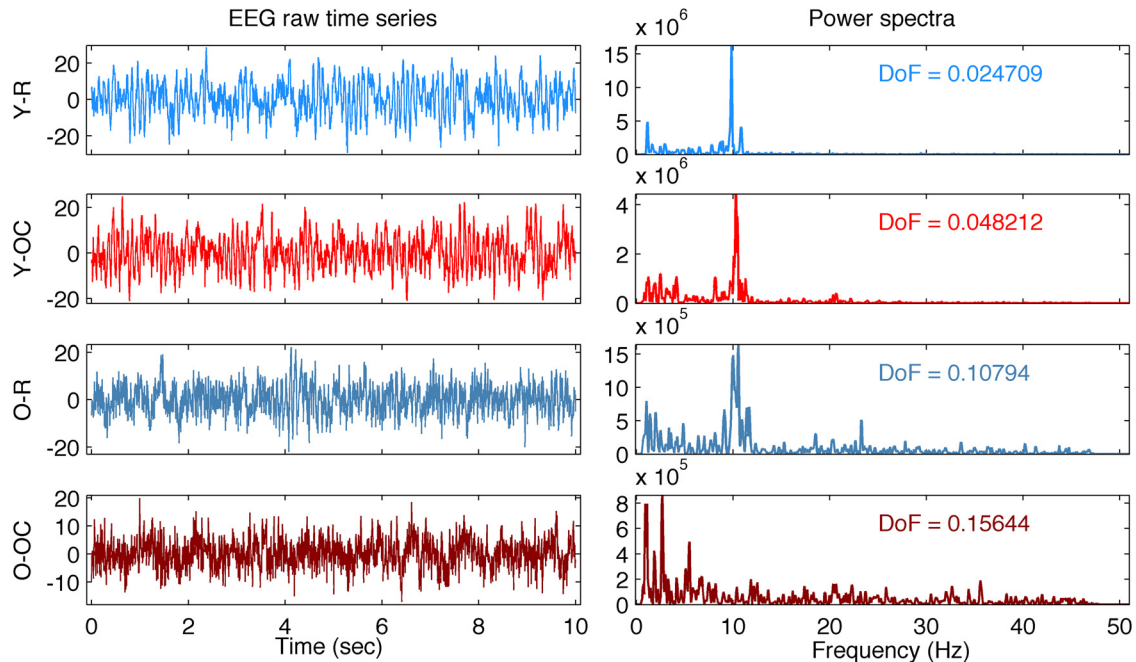 EEG raw time series
Power spectra
Y-R
20
0
-20
x 10^6
15
10
5
0
DoF = 0.024709
Y-OC
20
0
-20
x 10^6
4
2
0
DoF = 0.048212
O-R
20
0
-20
x 10^5
15
10
5
0
DoF = 0.10794
O-OC
20
10
0
-10
x 10^5
8
6
4
2
0
DoF = 0.15644
0 2 4 6 8 10
Time (sec)
0 10 20 30 40 50
Frequency (Hz)